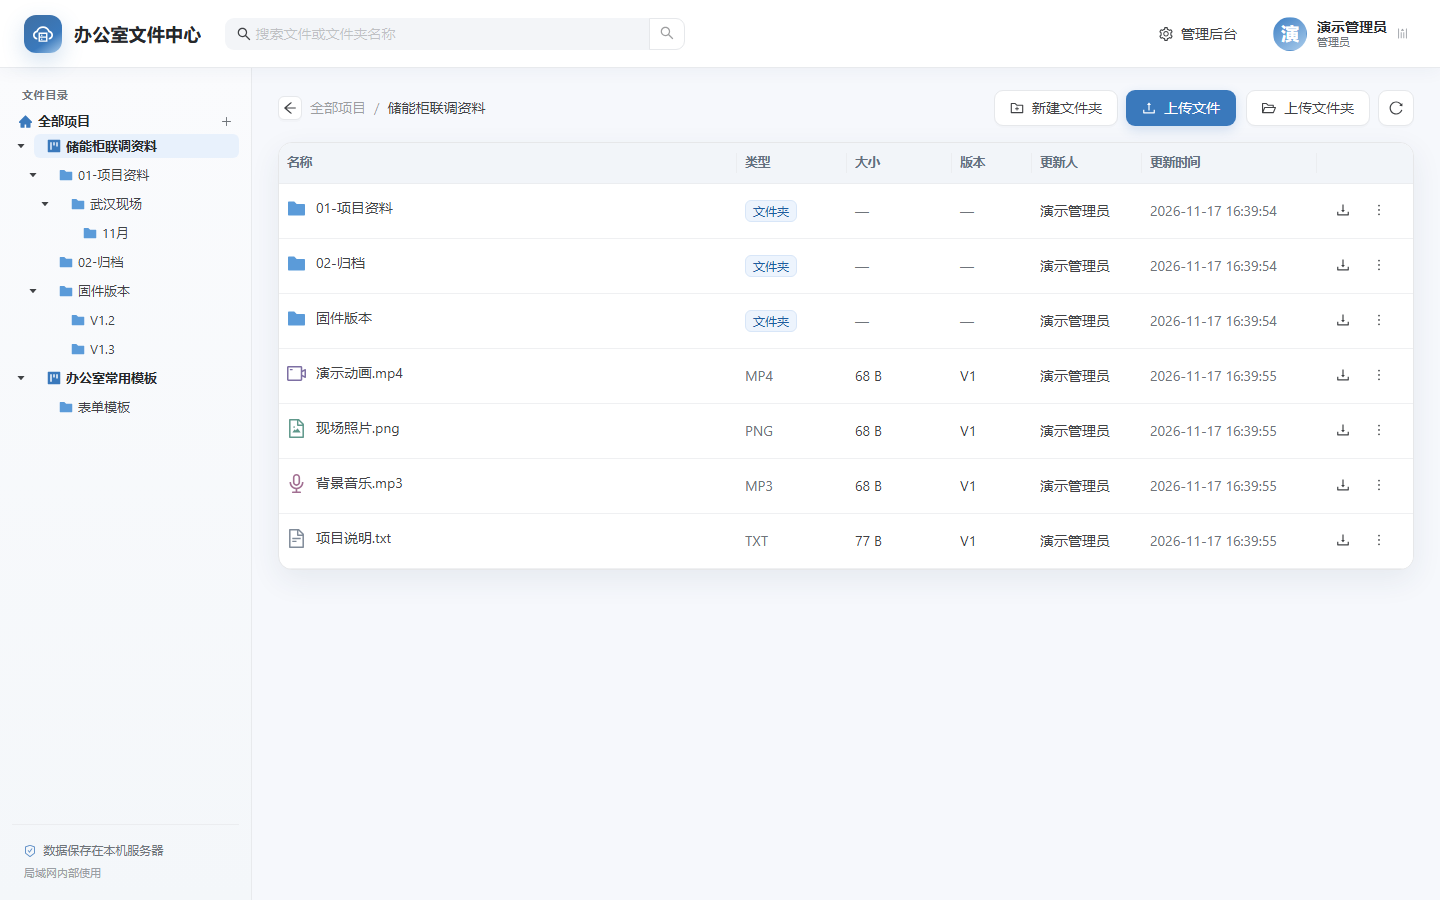 办公室文件中心
搜索文件或文件夹名称
管理后台
演
演示管理员
管理员
文件目录
全部项目
储能柜联调资料
01-项目资料
武汉现场
11月
02-归档
固件版本
V1.2
V1.3
办公室常用模板
表单模板
数据保存在本机服务器
局域网内部使用
全部项目 / 储能柜联调资料
新建文件夹 上传文件 上传文件夹
名称 类型 大小 版本 更新人 更新时间
01-项目资料 文件夹 — — 演示管理员 2026-11-17 16:39:54
02-归档 文件夹 — — 演示管理员 2026-11-17 16:39:54
固件版本 文件夹 — — 演示管理员 2026-11-17 16:39:54
演示动画.mp4 MP4 68 B V1 演示管理员 2026-11-17 16:39:55
现场照片.png PNG 68 B V1 演示管理员 2026-11-17 16:39:55
背景音乐.mp3 MP3 68 B V1 演示管理员 2026-11-17 16:39:55
项目说明.txt TXT 77 B V1 演示管理员 2026-11-17 16:39:55